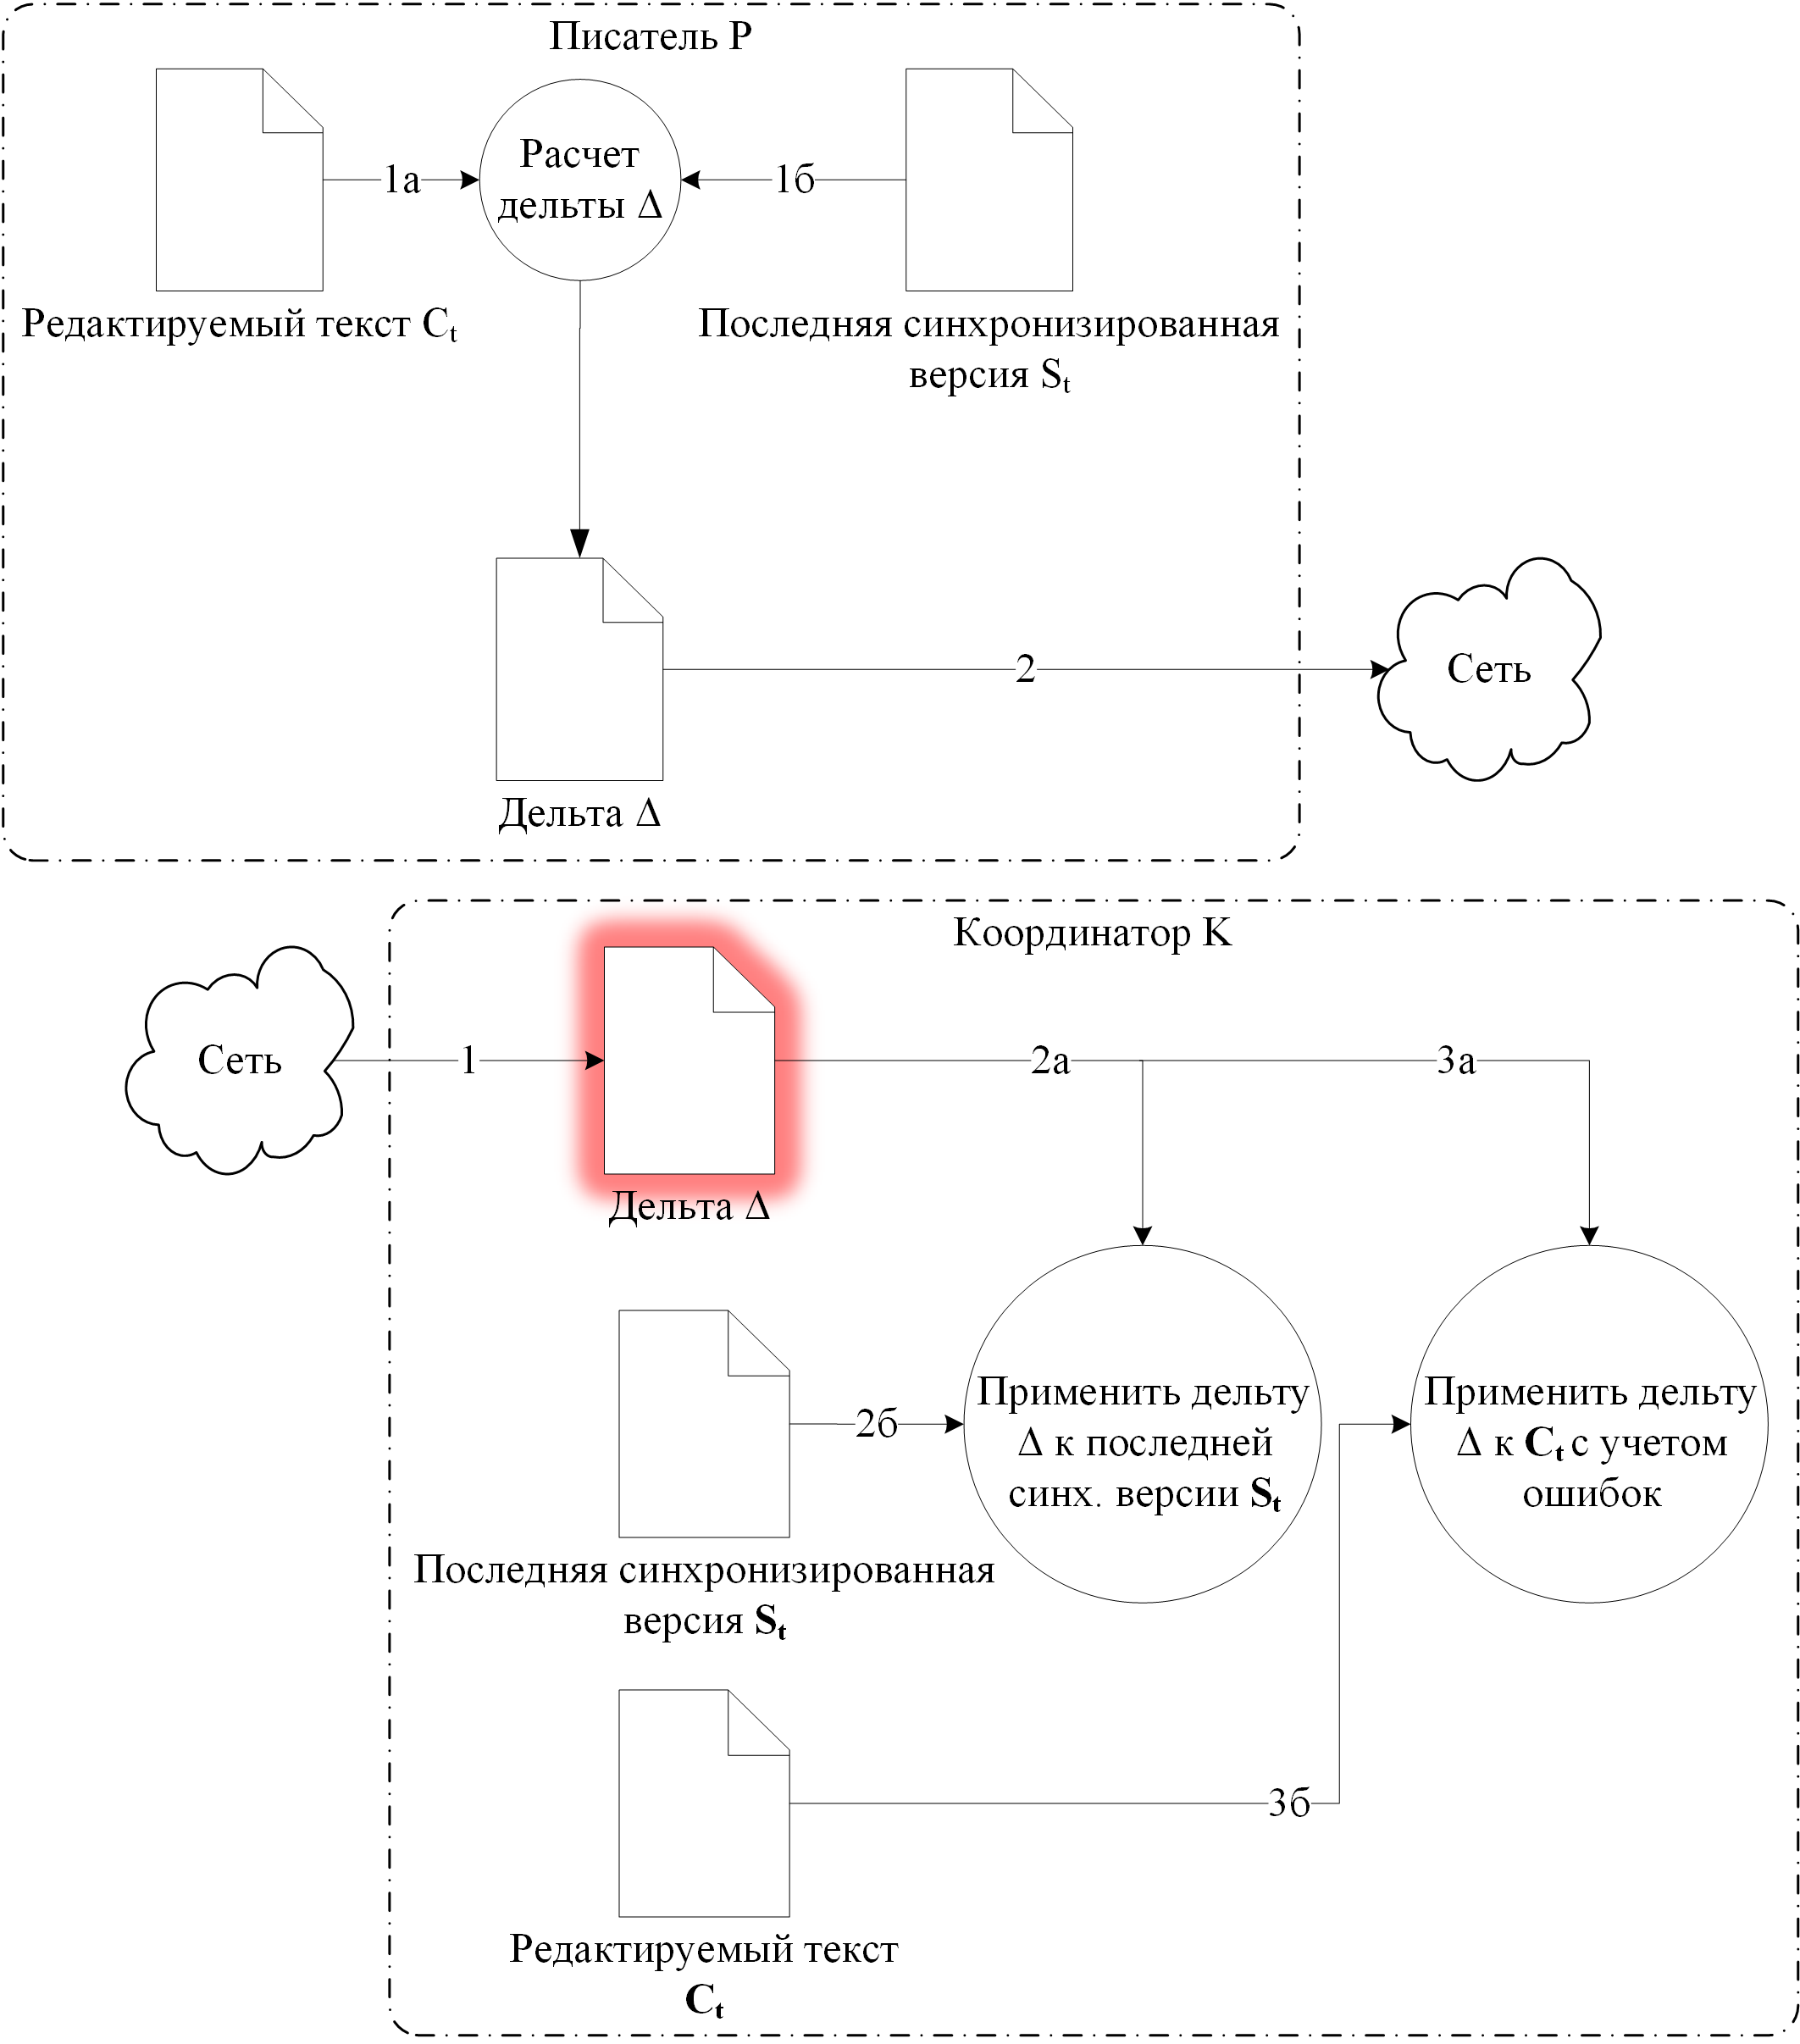 Писатель P
Расчет
дельты Δ
1а
1б
Редактируемый текст Ct
Последняя синхронизированная
версия St
2
Сеть
Дельта Δ
Координатор К
Сеть
1
2а
3а
Дельта Δ
2б
Применить дельту
Δ к последней
синх. версии St
Применить дельту
Δ к Ct с учетом
ошибок
Последняя синхронизированная
версия St
3б
Редактируемый текст
Ct